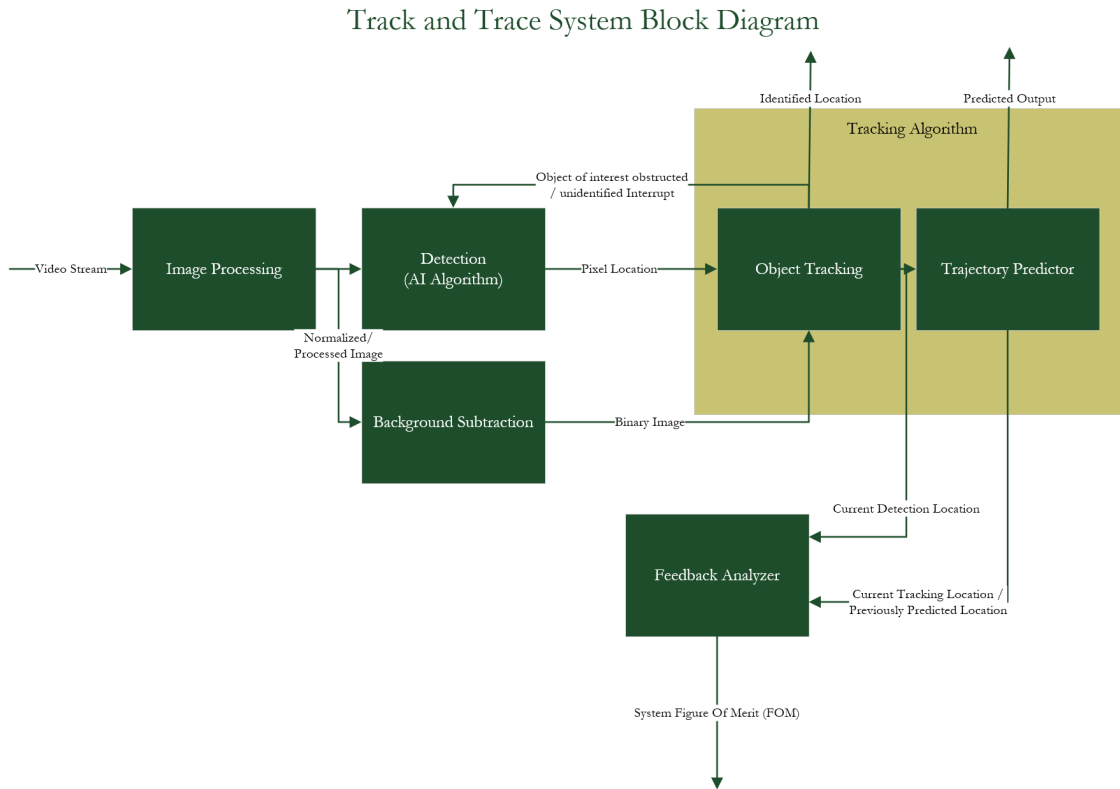 Track and Trace System Block Diagram
Identified Location
Predicted Output
Tracking Algorithm
Object of interest obstructed
/ unidentified Interrupt
Video Stream
Image Processing
Detection
(AI Algorithm)
Pixel Location
Object Tracking
Trajectory Predictor
Normalized/
Processed Image
Background Subtraction
Binary Image
Current Detection Location
Feedback Analyzer
Current Tracking Location /
Previously Predicted Location
System Figure Of Merit (FOM)